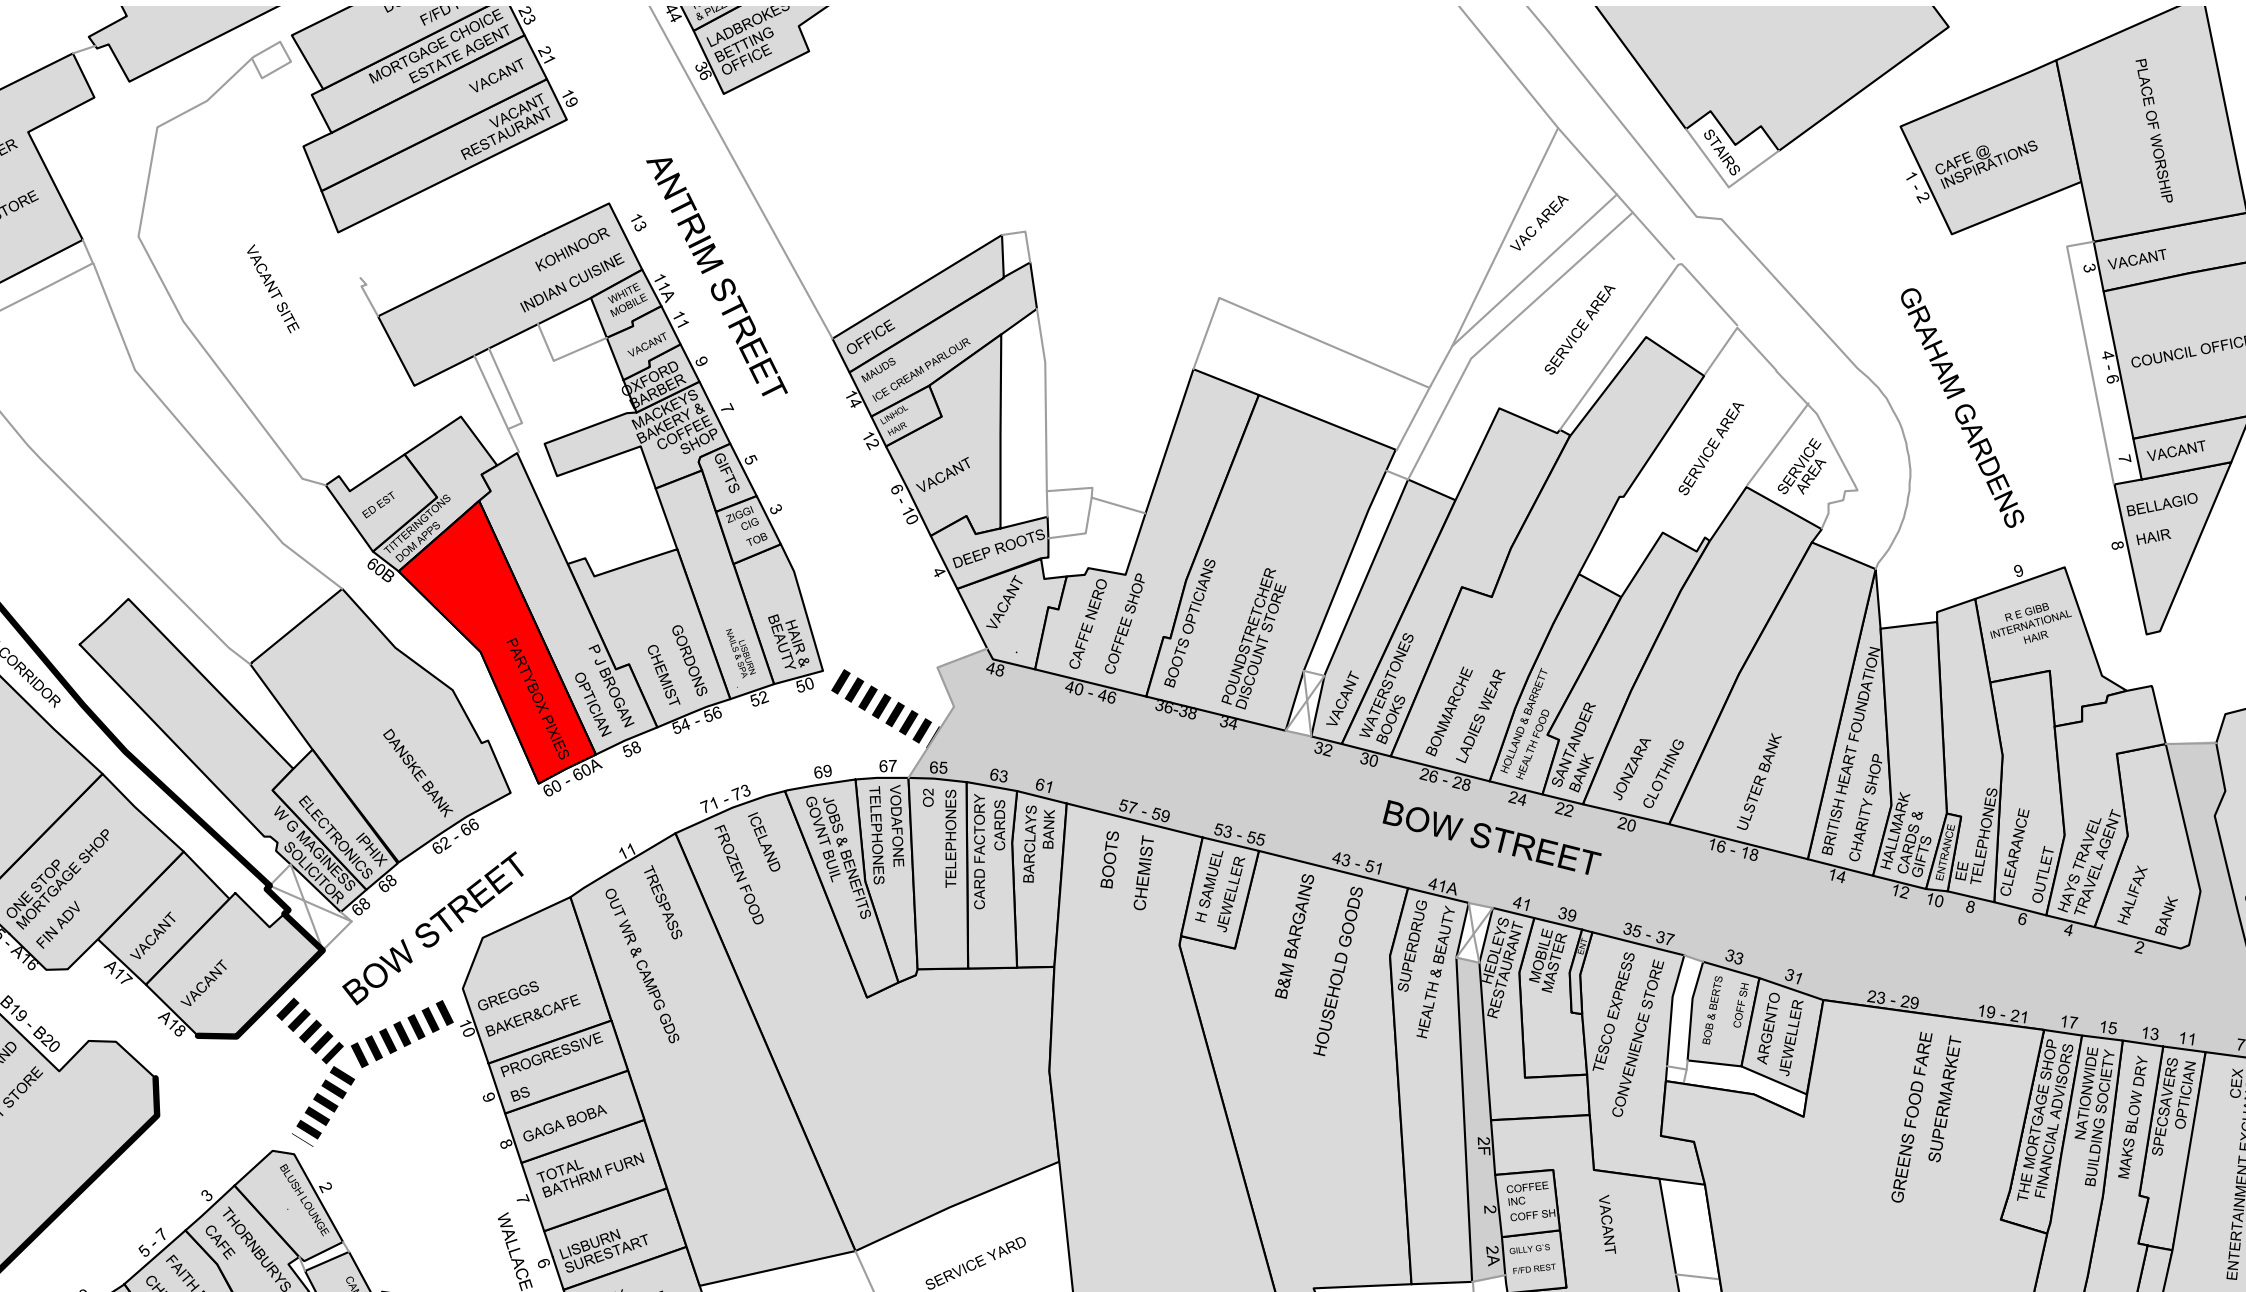 F/FD
MORTGAGE CHOICE
ESTATE AGENT
23
VACANT
21
VACANT
RESTAURANT
19
44
& PIZZ
LADBROKES
BETTING
OFFICE
36
STORE
VACANT SITE
ANTRIM STREET
KOHINOOR
INDIAN CUISINE
13
WHITE
MOBILE
11A
VACANT
11
OXFORD
BARBER
9
MACKEYS
BAKERY &
COFFEE
SHOP
7
GIFTS
5
ZIGGI
CIG
TOB
3
HAIR &
BEAUTY
50
LISBURN
NAILS & SPA
52
GORDONS
CHEMIST
54 - 56
P J BROGAN
OPTICIAN
58
PARTYBOX PIXIES
60 - 60A
TITTERINGTONS
DOM APPS
ED EST
60B
DANSKE BANK
62 - 66
IPHIX
ELECTRONICS
68
W G MAGINESS
SOLICITOR
68
CORRIDOR
ONE STOP
MORTGAGE SHOP
FIN ADV
A16
VACANT
A17
VACANT
A18
B19 - B20
STORE
OFFICE
MAUDS
ICE CREAM PARLOUR
14
LINHOL
HAIR
12
VACANT
6 - 10
DEEP ROOTS
4
VACANT
48
CAFFE NERO
COFFEE SHOP
40 - 46
BOOTS OPTICIANS
36-38
POUNDSTRETCHER
DISCOUNT STORE
34
VACANT
32
WATERSTONES
BOOKS
30
BONMARCHE
LADIES WEAR
26 - 28
HOLLAND & BARRETT
HEALTH FOOD
24
SANTANDER
BANK
22
JONZARA
CLOTHING
20
ULSTER BANK
16 - 18
BRITISH HEART FOUNDATION
CHARITY SHOP
14
HALLMARK
CARDS &
GIFTS
12
ENTRANCE
10
EE
TELEPHONES
8
CLEARANCE
OUTLET
6
HAYS TRAVEL
TRAVEL AGENT
4
HALIFAX
BANK
2
VAC AREA
SERVICE AREA
SERVICE AREA
SERVICE
AREA
STAIRS
CAFE @
INSPIRATIONS
1 - 2
PLACE OF WORSHIP
VACANT
3
COUNCIL OFFICE
4 - 6
VACANT
7
BELLAGIO
HAIR
8
R E GIBB
INTERNATIONAL
HAIR
9
GRAHAM GARDENS
BOW STREET
BOW STREET
GREGGS
BAKER&CAFE
10
PROGRESSIVE
BS
9
GAGA BOBA
8
TOTAL
BATHRM FURN
7
LISBURN
SURESTART
6
WALLACE
TRESPASS
OUT WR & CAMPG GDS
11
ICELAND
FROZEN FOOD
71 - 73
JOBS & BENEFITS
GOVNT BUIL
69
VODAFONE
TELEPHONES
67
O2
TELEPHONES
65
CARD FACTORY
CARDS
63
BARCLAYS
BANK
61
BOOTS
CHEMIST
57 - 59
H SAMUEL
JEWELLER
53 - 55
B&M BARGAINS
HOUSEHOLD GOODS
43 - 51
SUPERDRUG
HEALTH & BEAUTY
41A
HEDLEYS
RESTAURANT
41
MOBILE
MASTER
39
ENT
TESCO EXPRESS
CONVENIENCE STORE
35 - 37
BOB & BERTS
COFF SH
33
ARGENTO
JEWELLER
31
GREENS FOOD FARE
SUPERMARKET
23 - 29
19 - 21
THE MORTGAGE SHOP
FINANCIAL ADVISORS
17
NATIONWIDE
BUILDING SOCIETY
15
MAKS BLOW DRY
13
SPECSAVERS
OPTICIAN
11
CEX
7
2F
COFFEE
INC
COFF SH
2
GILLY G`S
F/FD REST
2A
VACANT
SERVICE YARD
BLUSH LOUNGE
2
THORNBURYS
CAFE
3
FAITH
5 - 7